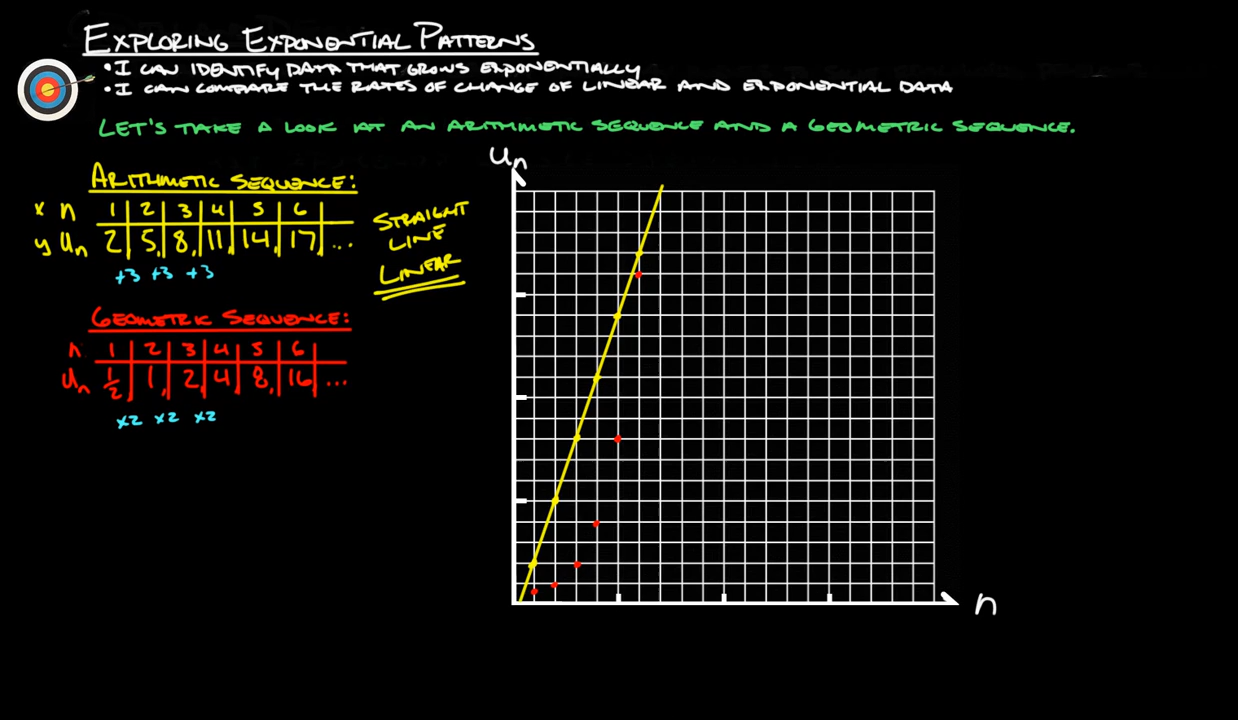 EXPLORING EXPONENTIAL PATTERNS
• I CAN IDENTIFY DATA THAT GROWS EXPONENTIALLY
• I CAN COMPARE THE RATES OF CHANGE OF LINEAR AND EXPONENTIAL DATA
LET'S TAKE A LOOK AT AN ARITHMETIC SEQUENCE AND A GEOMETRIC SEQUENCE.
ARITHMETIC SEQUENCE:
x n 1 2 3 4 5 6
y Un 2 5, 8, 11, 14, 17, ...
+3 +3 +3
STRAIGHT
LINE
LINEAR
GEOMETRIC SEQUENCE:
n 1 2 3 4 5 6
Un 1/2 1, 2, 4 8, 16, ...
x2 x2 x2
Un
n